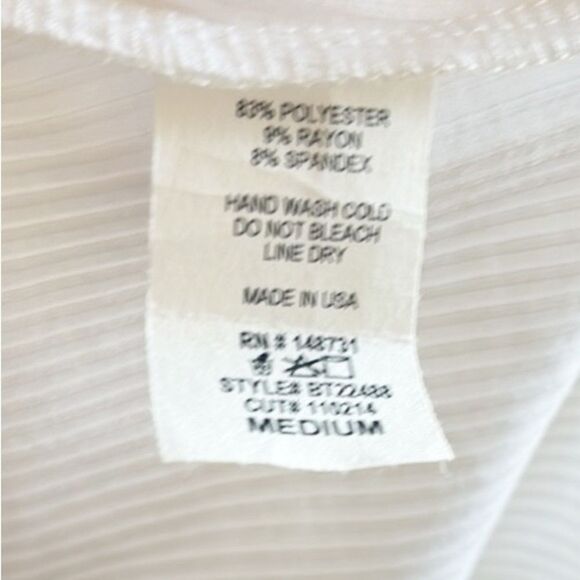 83% POLYESTER
9% RAYON
8% SPANDEX
HAND WASH COLD
DO NOT BLEACH
LINE DRY
MADE IN USA
RN # 148731
STYLE# BT22488
CUT# 110214
MEDIUM